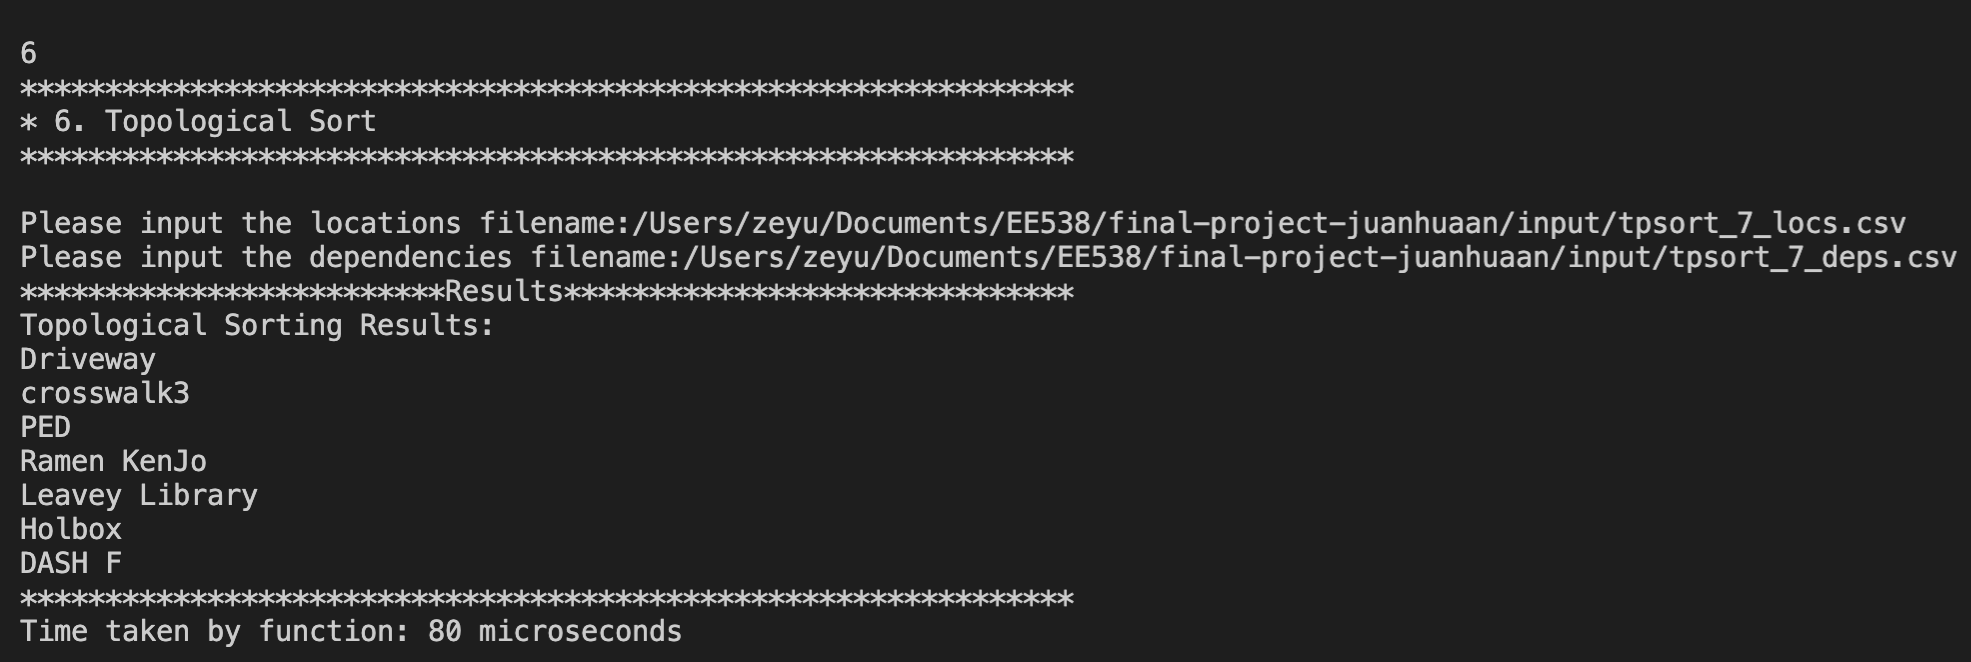 6
**************************************************************
* 6. Topological Sort
**************************************************************
Please input the locations filename:/Users/zeyu/Documents/EE538/final-project-juanhuaan/input/tpsort_7_locs.csv
Please input the dependencies filename:/Users/zeyu/Documents/EE538/final-project-juanhuaan/input/tpsort_7_deps.csv
*************************Results******************************
Topological Sorting Results:
Driveway
crosswalk3
PED
Ramen KenJo
Leavey Library
Holbox
DASH F
**************************************************************
Time taken by function: 80 microseconds